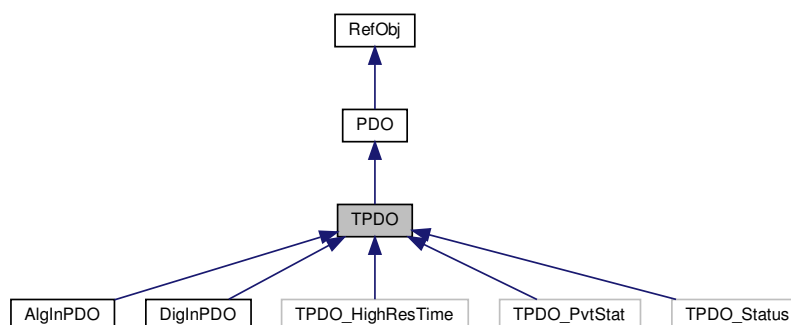 RefObj
PDO
TPDO
AlgInPDO
DigInPDO
TPDO_HighResTime
TPDO_PvtStat
TPDO_Status